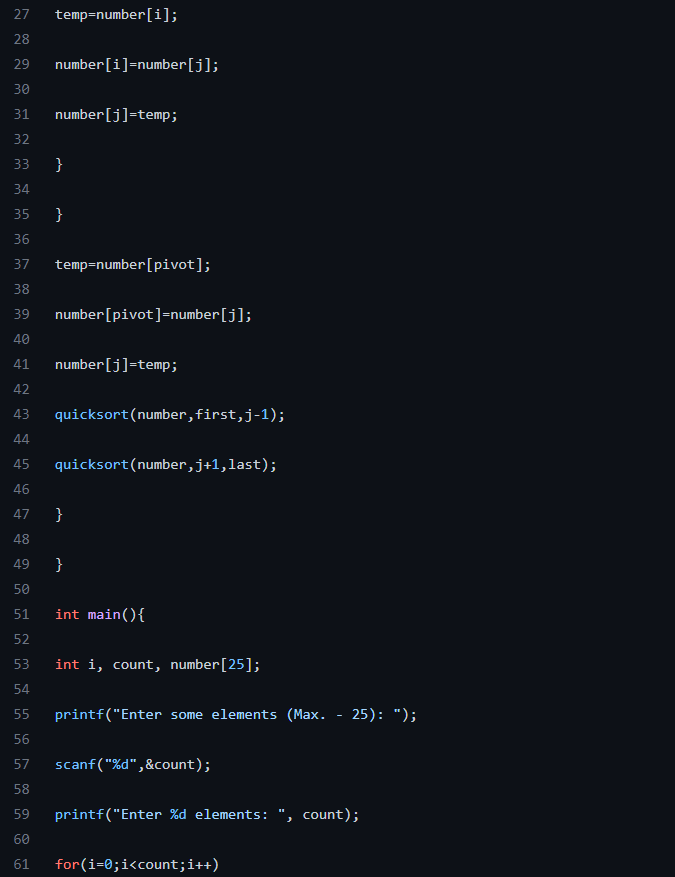 27 temp=number[i];
28
29 number[i]=number[j];
30
31 number[j]=temp;
32
33 }
34
35 }
36
37 temp=number[pivot];
38
39 number[pivot]=number[j];
40
41 number[j]=temp;
42
43 quicksort(number,first,j-1);
44
45 quicksort(number,j+1,last);
46
47 }
48
49 }
50
51 int main(){
52
53 int i, count, number[25];
54
55 printf("Enter some elements (Max. - 25): ");
56
57 scanf("%d",&count);
58
59 printf("Enter %d elements: ", count);
60
61 for(i=0;i<count;i++)